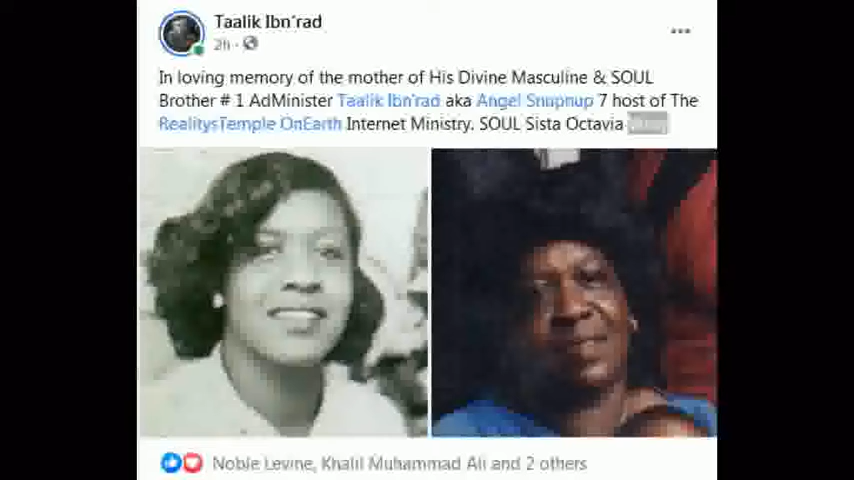 Taalik Ibn'rad
2h ·
In loving memory of the mother of His Divine Masculine & SOUL
Brother # 1 AdMinister Taalik Ibn'rad aka Angel Snupnup 7 host of The
RealitysTemple OnEarth Internet Ministry. SOUL Sista Octavia
Noble Levine, Khalil Muhammad Ali and 2 others